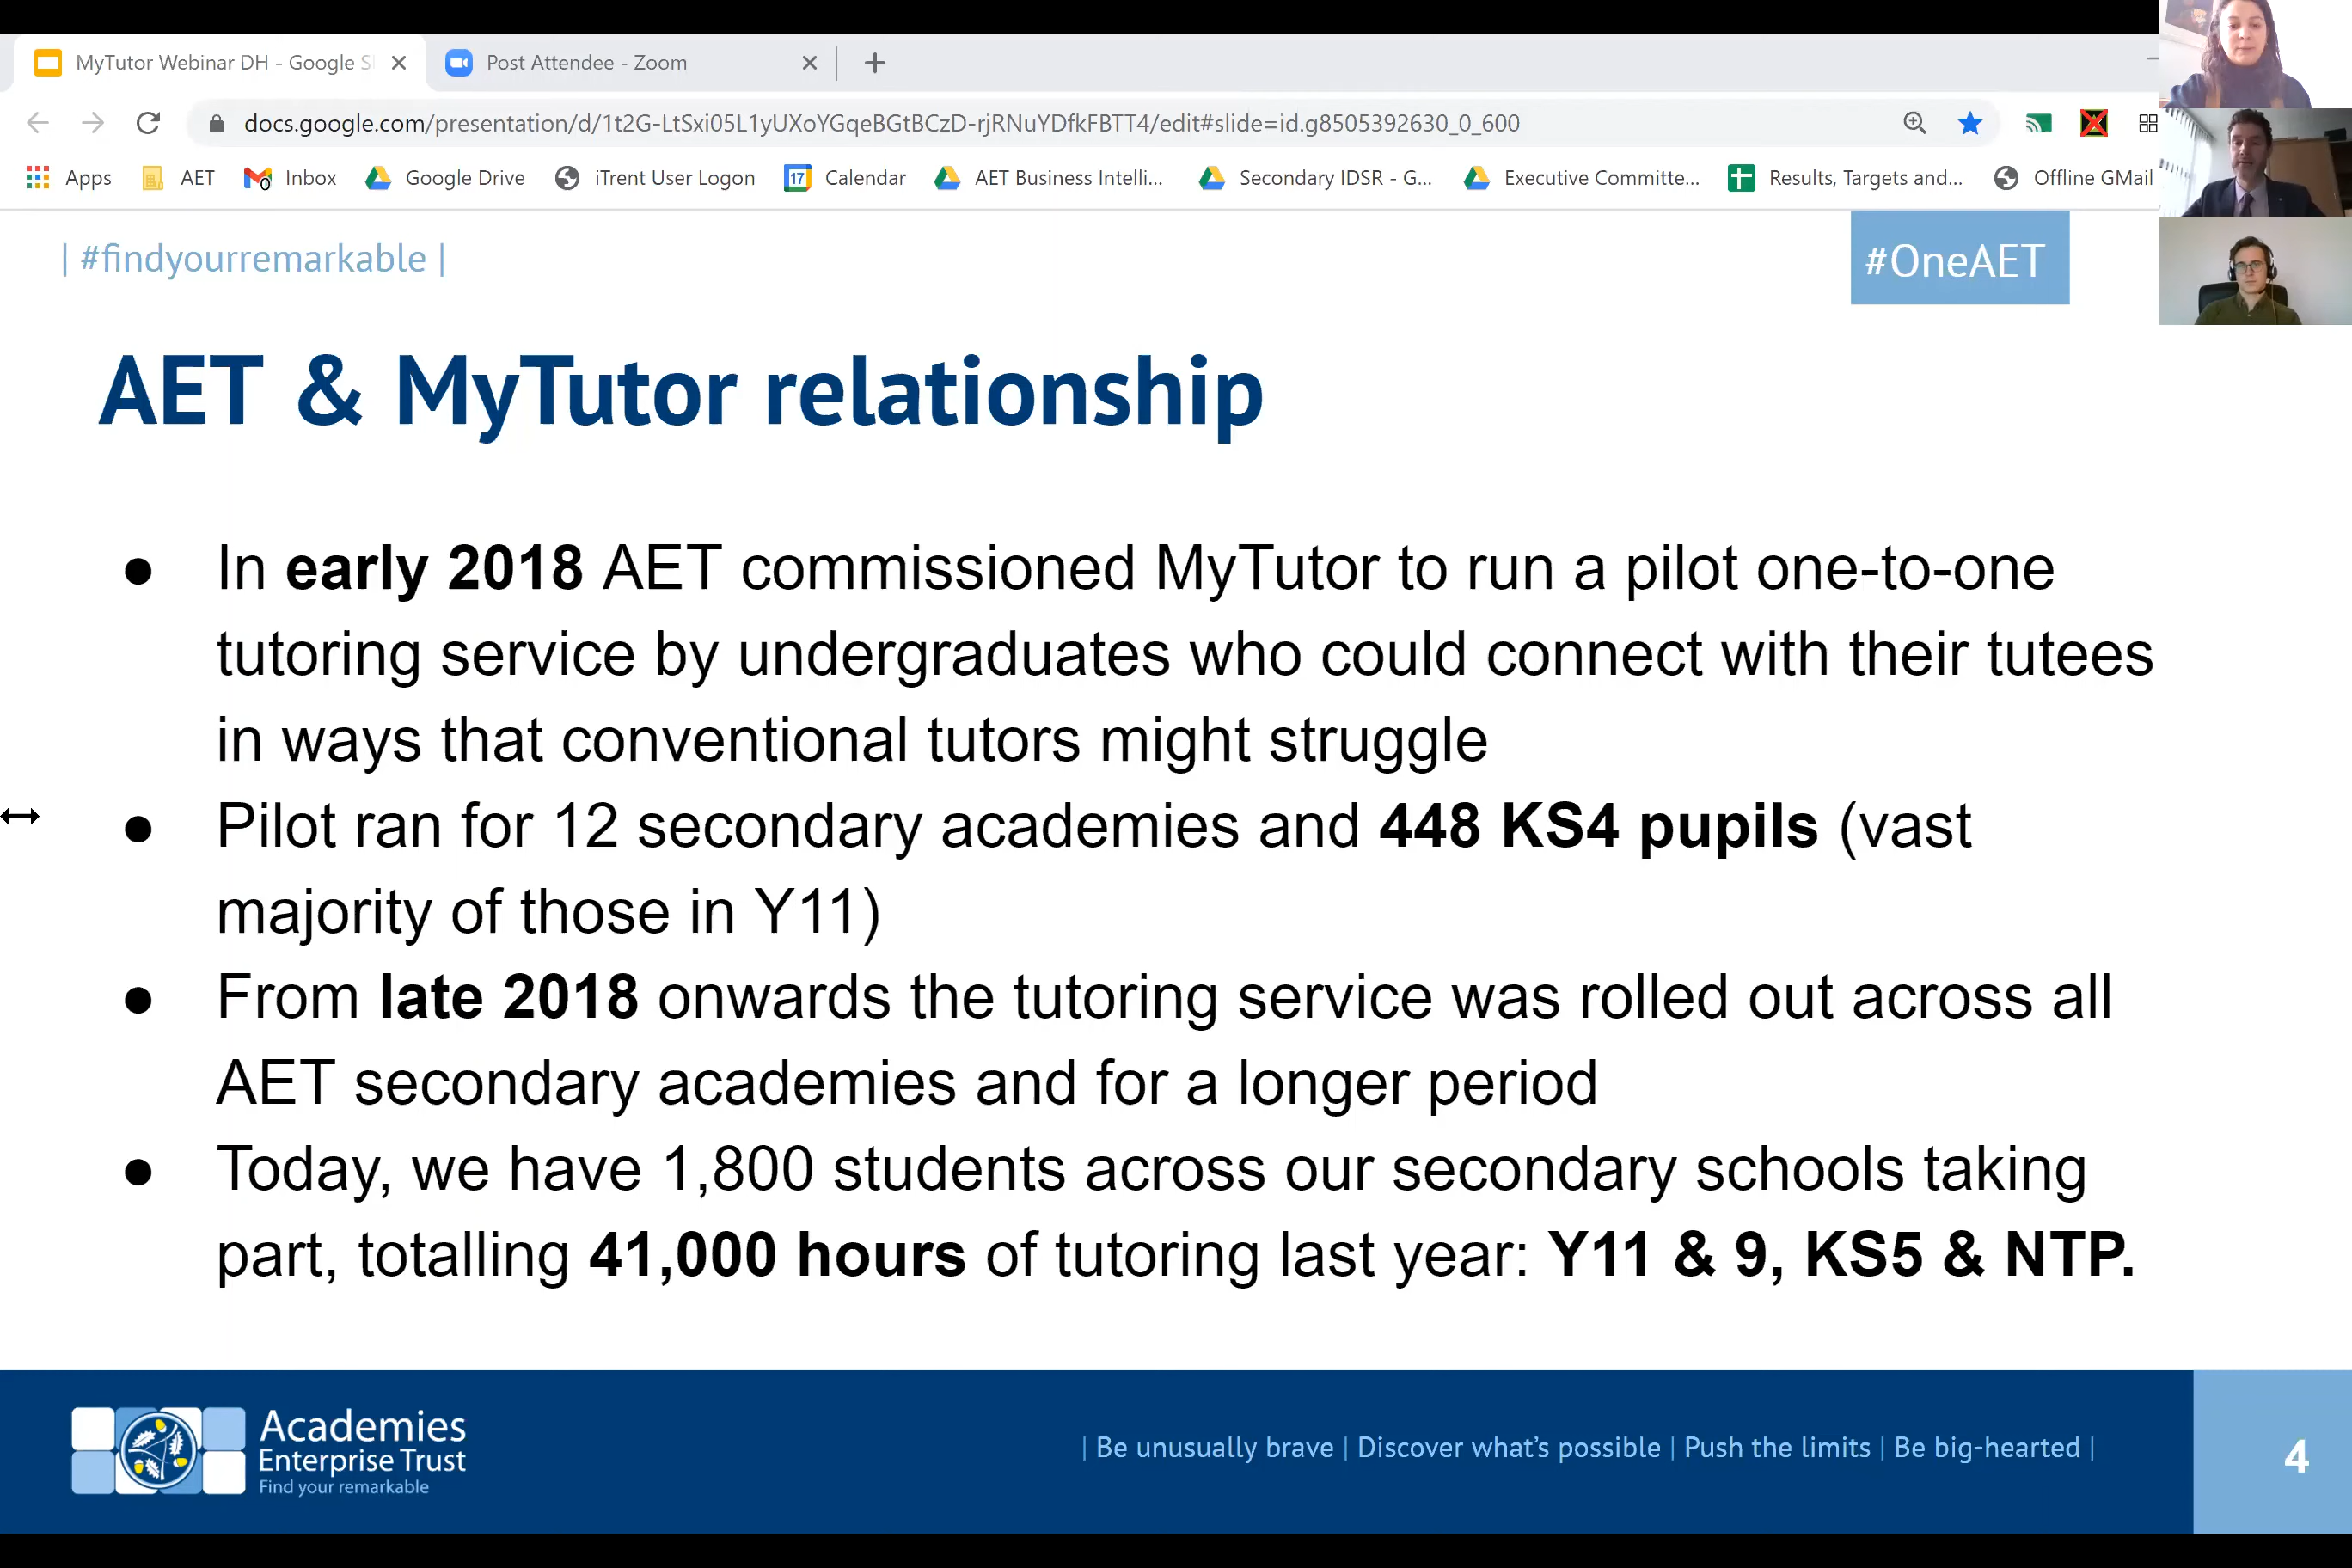 MyTutor Webinar DH - Google S
Post Attendee - Zoom
docs.google.com/presentation/d/1t2G-LtSxi05L1yUXoYGqeBGtBCzD-rjRNuYDfkFBTT4/edit#slide=id.g8505392630_0_600
Apps AET Inbox Google Drive iTrent User Logon 17 Calendar AET Business Intelli... Secondary IDSR - G... Executive Committe... Results, Targets and... Offline GMail
| #findyourremarkable |
#OneAET
AET & MyTutor relationship
● In early 2018 AET commissioned MyTutor to run a pilot one-to-one
tutoring service by undergraduates who could connect with their tutees
in ways that conventional tutors might struggle
● Pilot ran for 12 secondary academies and 448 KS4 pupils (vast
majority of those in Y11)
● From late 2018 onwards the tutoring service was rolled out across all
AET secondary academies and for a longer period
● Today, we have 1,800 students across our secondary schools taking
part, totalling 41,000 hours of tutoring last year: Y11 & 9, KS5 & NTP.
Academies
Enterprise Trust
Find your remarkable
| Be unusually brave | Discover what's possible | Push the limits | Be big-hearted |
4